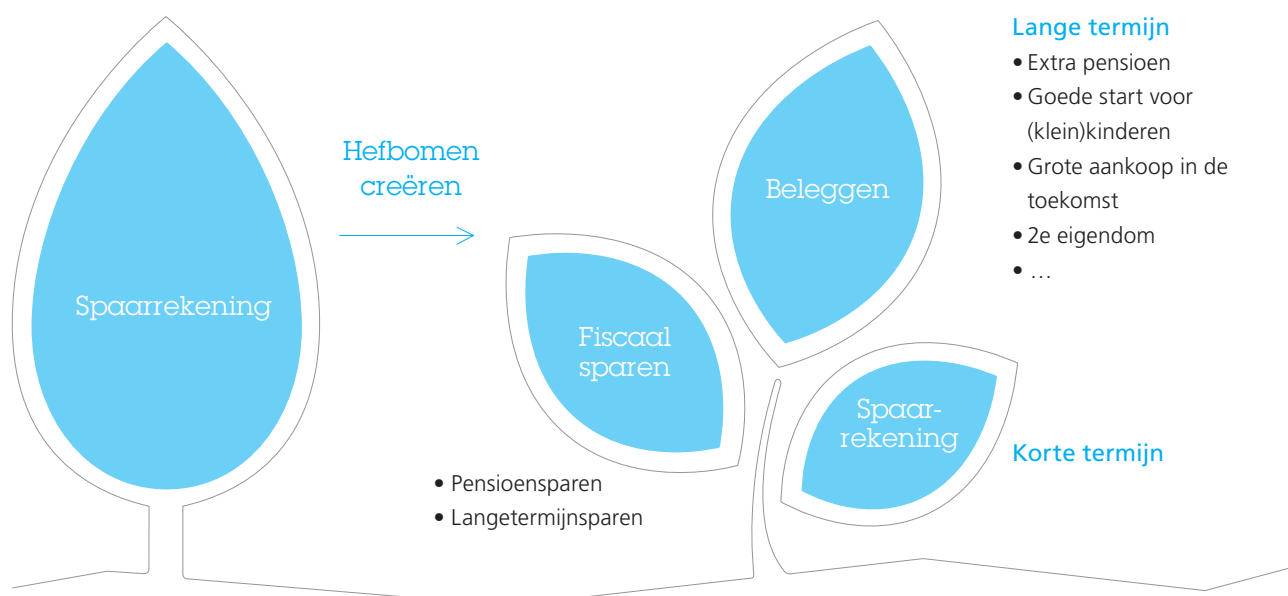 Spaarrekening
Hefbomen
creëren
Fiscaal
sparen
• Pensioensparen
• Langetermijnsparen
Beleggen
Lange termijn
• Extra pensioen
• Goede start voor
(klein)kinderen
• Grote aankoop in de
toekomst
• 2e eigendom
• ...
Spaar-
rekening
Korte termijn